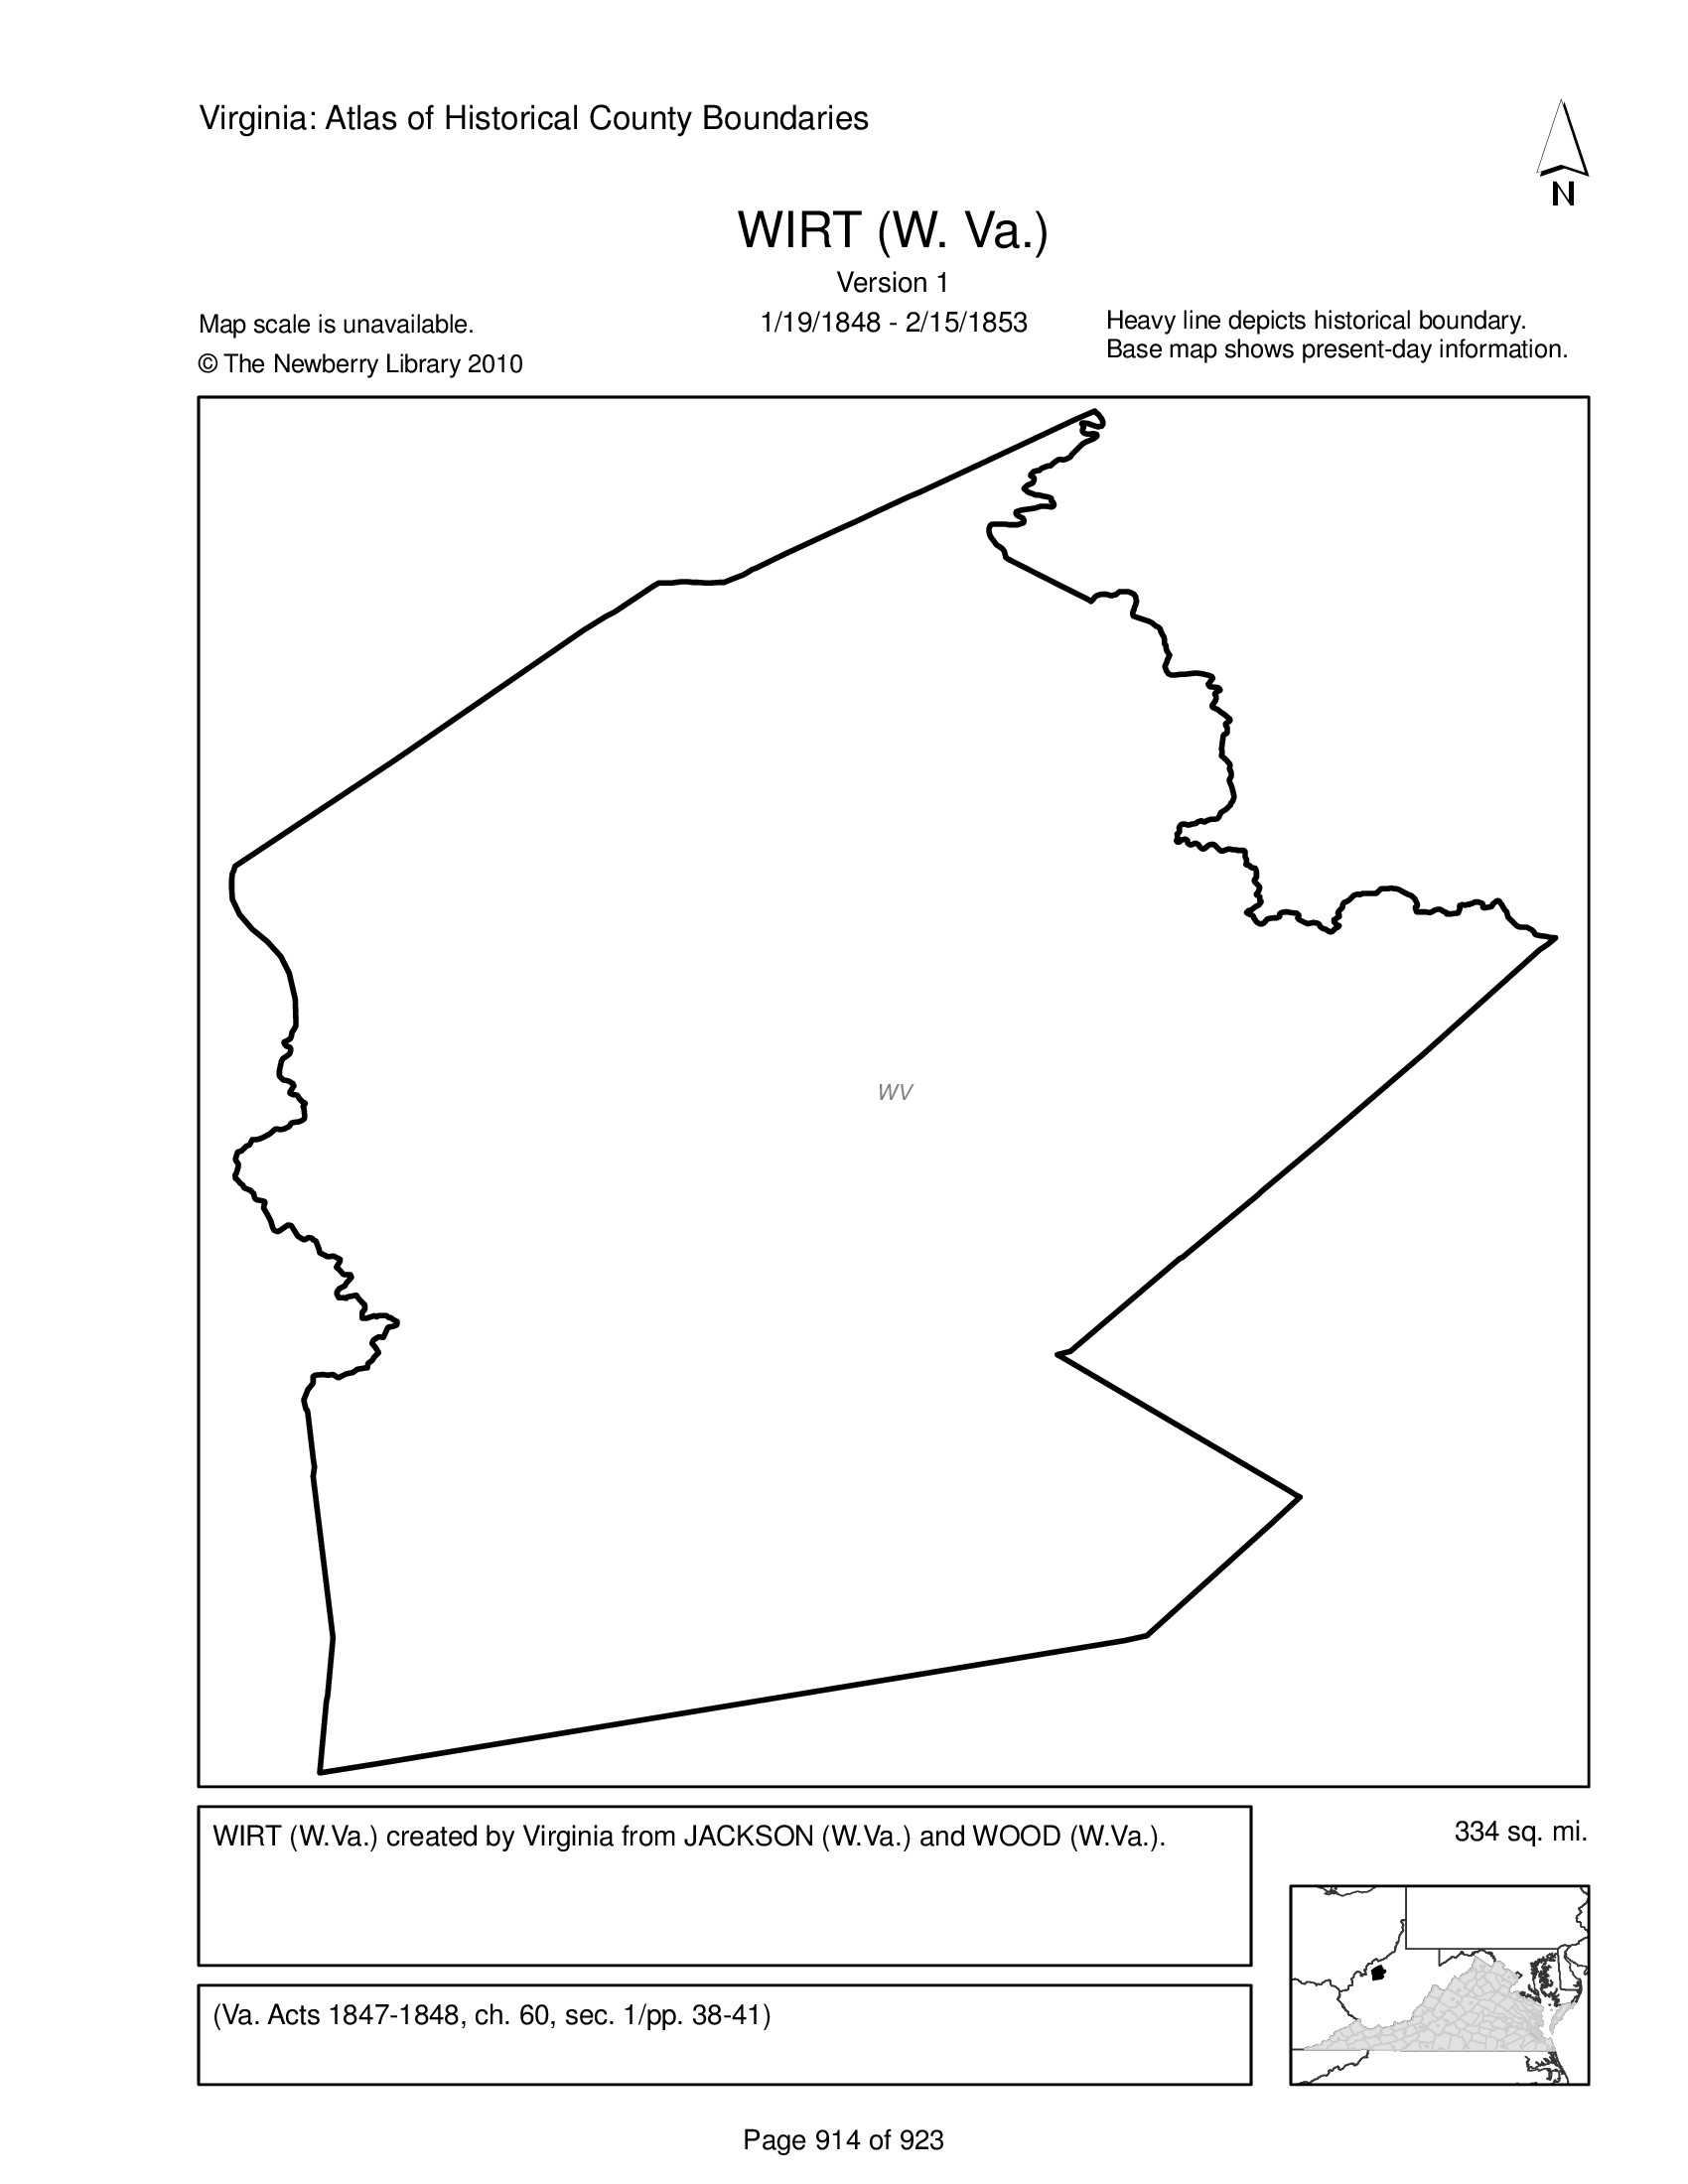 Virginia: Atlas of Historical County Boundaries
N
WIRT (W. Va.)
Version 1
1/19/1848 - 2/15/1853
Map scale is unavailable.
© The Newberry Library 2010
Heavy line depicts historical boundary.
Base map shows present-day information.
WV
WIRT (W.Va.) created by Virginia from JACKSON (W.Va.) and WOOD (W.Va.).
334 sq. mi.
(Va. Acts 1847-1848, ch. 60, sec. 1/pp. 38-41)
Page 914 of 923